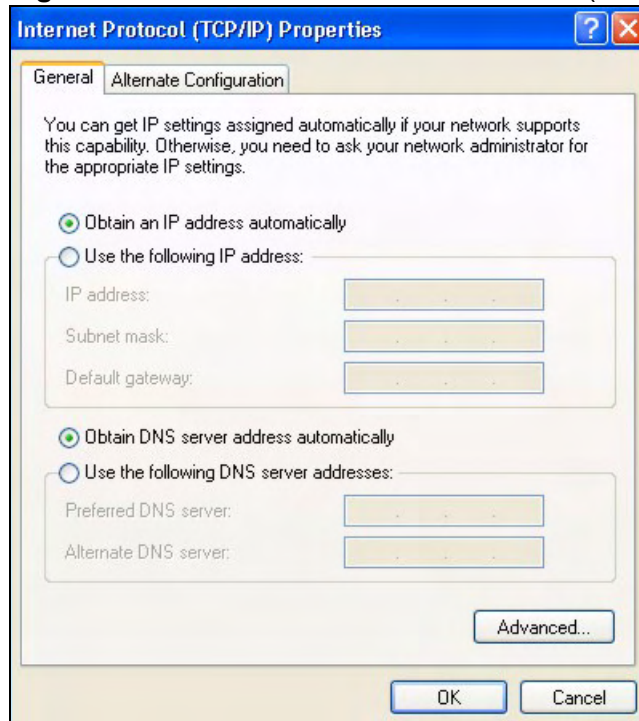 Internet Protocol (TCP/IP) Properties
General
Alternate Configuration
You can get IP settings assigned automatically if your network supports
this capability. Otherwise, you need to ask your network administrator for
the appropriate IP settings.
Obtain an IP address automatically
Use the following IP address:
IP address:
Subnet mask:
Default gateway:
Obtain DNS server address automatically
Use the following DNS server addresses:
Preferred DNS server:
Alternate DNS server:
Advanced...
OK
Cancel